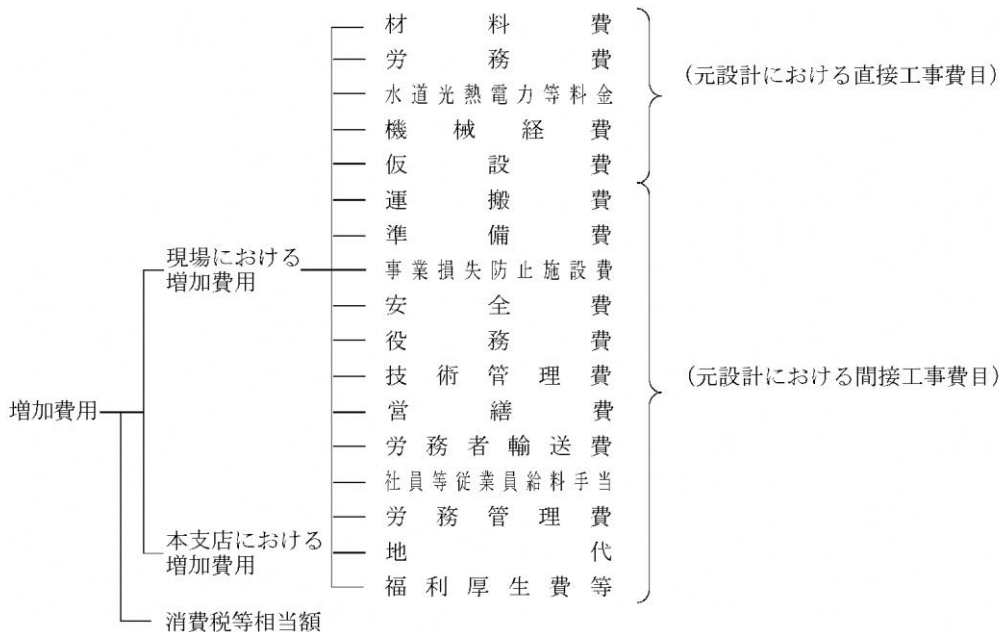 材料費
労務費
水道光熱電力等料金
機械経費
仮設費
(元設計における直接工事費目)
運搬費
準備費
事業損失防止施設費
安全費
役務費
技術管理費
営繕費
労務者輸送費
社員等従業員給料手当
労務管理費
地代
福利厚生費等
(元設計における間接工事費目)
現場における
増加費用
増加費用
本支店における
増加費用
消費税等相当額